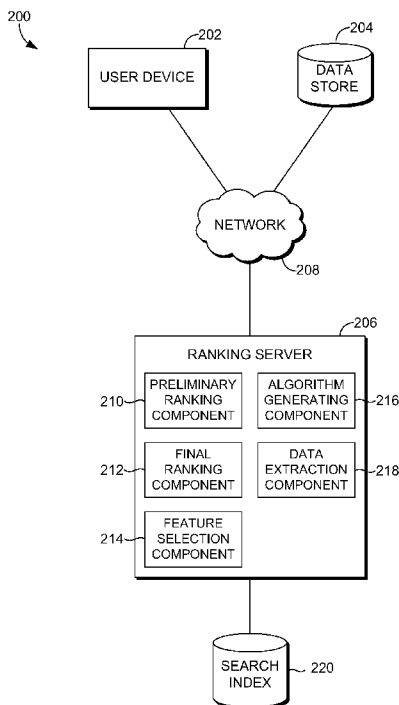 200
202
204
USER DEVICE
DATA
STORE
NETWORK
208
206
RANKING SERVER
210
PRELIMINARY
RANKING
COMPONENT
ALGORITHM
GENERATING
COMPONENT
216
212
FINAL
RANKING
COMPONENT
DATA
EXTRACTION
COMPONENT
218
214
FEATURE
SELECTION
COMPONENT
SEARCH
INDEX
220